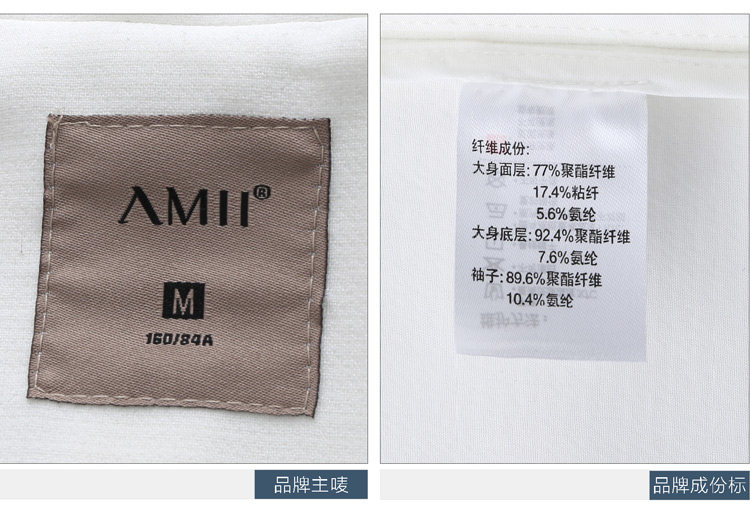 AMII®
M
160/84A
品牌主唛
纤维成份:
大身面层:77%聚酯纤维
17.4%粘纤
5.6%氨纶
大身底层:92.4%聚酯纤维
7.6%氨纶
袖子:89.6%聚酯纤维
10.4%氨纶
品牌成份标